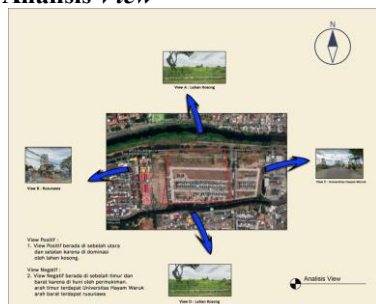 Analisis View
N
View A : Lahan Kosong
View B : Rusunawa
View C : Universitas Hayam Wuruk
View D : Lahan Kosong
View Positif :
1. View Positif berada di sebelah utara
dan selatan karena di dominasi
oleh lahan kosong.
View Negatif :
2. View Negatif berada di sebelah timur dan
barat karena di huni oleh permukiman.
arah timur terdapat Universitas Hayam Waruk
arah barat terdapat rusunawa
Analisis View